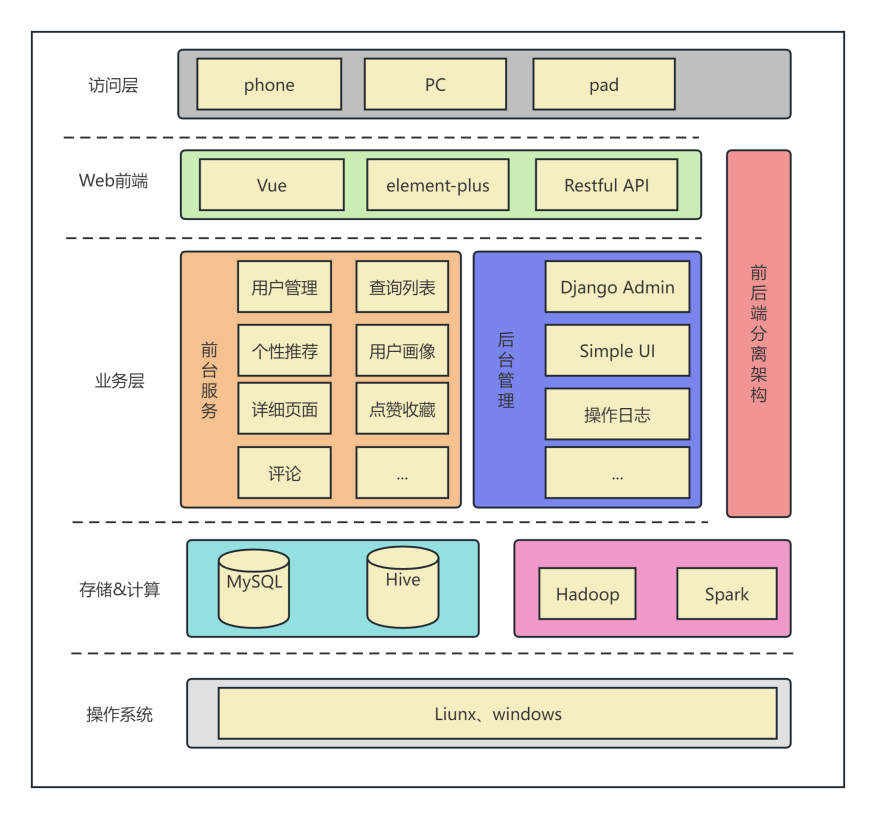 访问层
phone
PC
pad
Web前端
Vue
element-plus
Restful API
前后端分离架构
业务层
前台服务
用户管理
查询列表
个性推荐
用户画像
详细页面
点赞收藏
评论
...
后台管理
Django Admin
Simple UI
操作日志
...
存储&计算
MySQL
Hive
Hadoop
Spark
操作系统
Liunx、windows